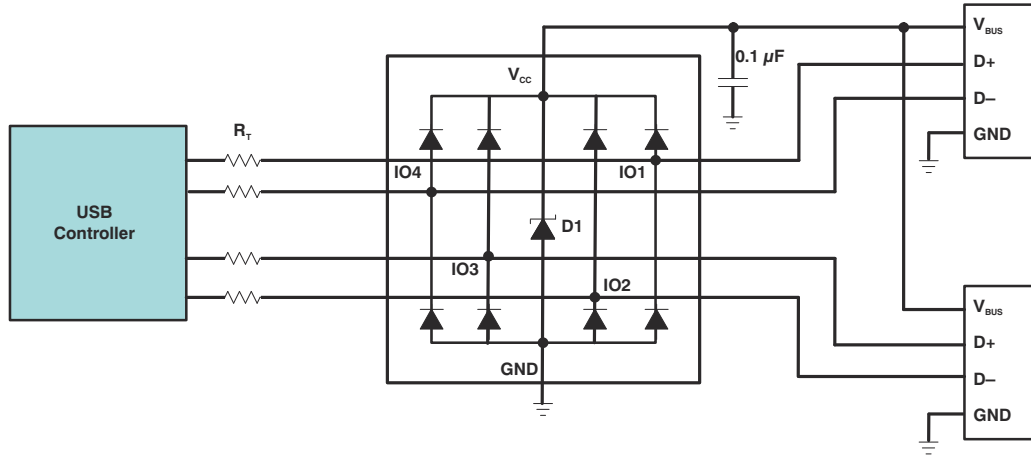 USB
Controller
R_T
V_CC
IO4
IO1
D1
IO3
IO2
GND
0.1 µF
V_BUS
D+
D–
GND
V_BUS
D+
D–
GND